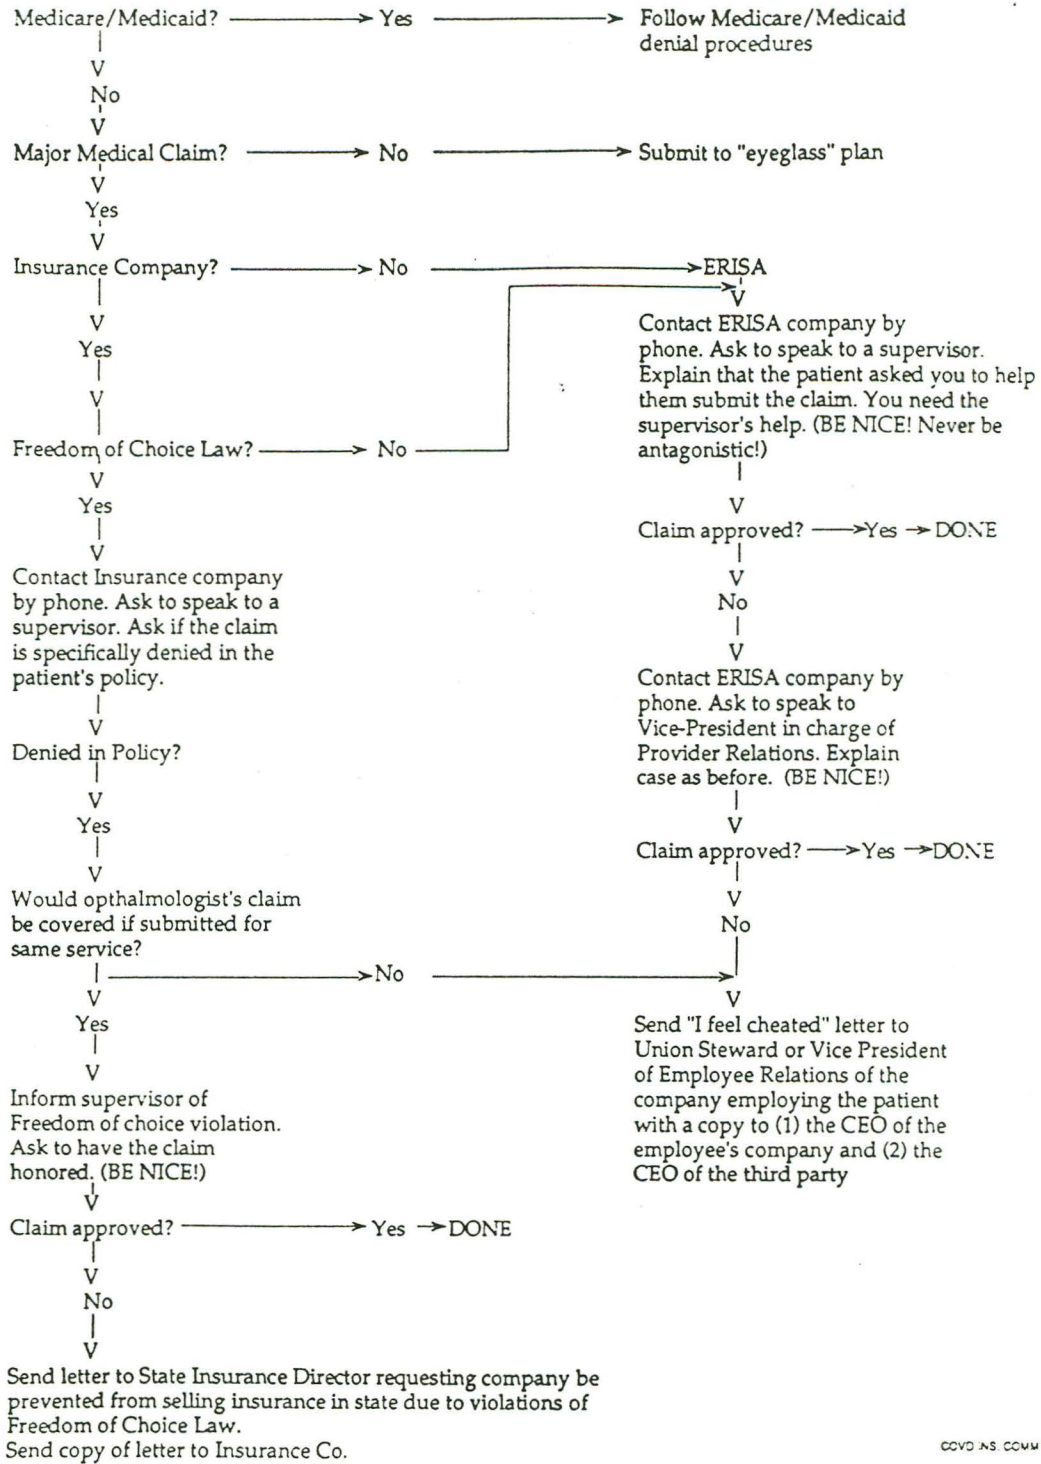 Medicare/Medicaid? Yes Follow Medicare/Medicaid
denial procedures
No
Major Medical Claim? No Submit to "eyeglass" plan
Yes
Insurance Company? No ERISA
Yes
Freedom of Choice Law? No
Yes
Contact Insurance company
by phone. Ask to speak to a
supervisor. Ask if the claim
is specifically denied in the
patient's policy.
Denied in Policy?
Yes
Would opthalmologist's claim
be covered if submitted for
same service?
No
Yes
Inform supervisor of
Freedom of choice violation.
Ask to have the claim
honored. (BE NICE!)
Claim approved? Yes DONE
No
Send letter to State Insurance Director requesting company be
prevented from selling insurance in state due to violations of
Freedom of Choice Law.
Send copy of letter to Insurance Co.
Contact ERISA company by
phone. Ask to speak to a supervisor.
Explain that the patient asked you to help
them submit the claim. You need the
supervisor's help. (BE NICE! Never be
antagonistic!)
Claim approved? Yes DONE
No
Contact ERISA company by
phone. Ask to speak to
Vice-President in charge of
Provider Relations. Explain
case as before. (BE NICE!)
Claim approved? Yes DONE
No
Send "I feel cheated" letter to
Union Steward or Vice President
of Employee Relations of the
company employing the patient
with a copy to (1) the CEO of the
employee's company and (2) the
CEO of the third party